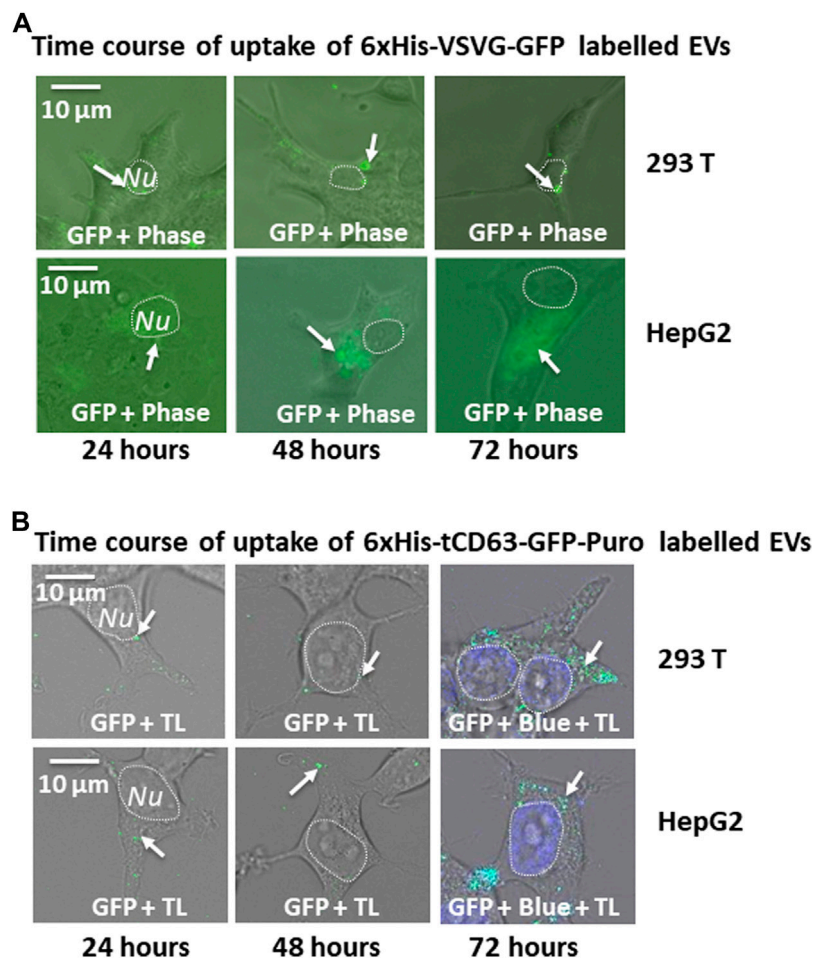 A
Time course of uptake of 6xHis-VSVG-GFP labelled EVs
10 µm
Nu
GFP + Phase
GFP + Phase
GFP + Phase
293 T
10 µm
Nu
GFP + Phase
GFP + Phase
GFP + Phase
HepG2
24 hours
48 hours
72 hours
B
Time course of uptake of 6xHis-tCD63-GFP-Puro labelled EVs
10 µm
Nu
GFP + TL
GFP + TL
GFP + Blue + TL
293 T
10 µm
Nu
GFP + TL
GFP + TL
GFP + Blue + TL
HepG2
24 hours
48 hours
72 hours